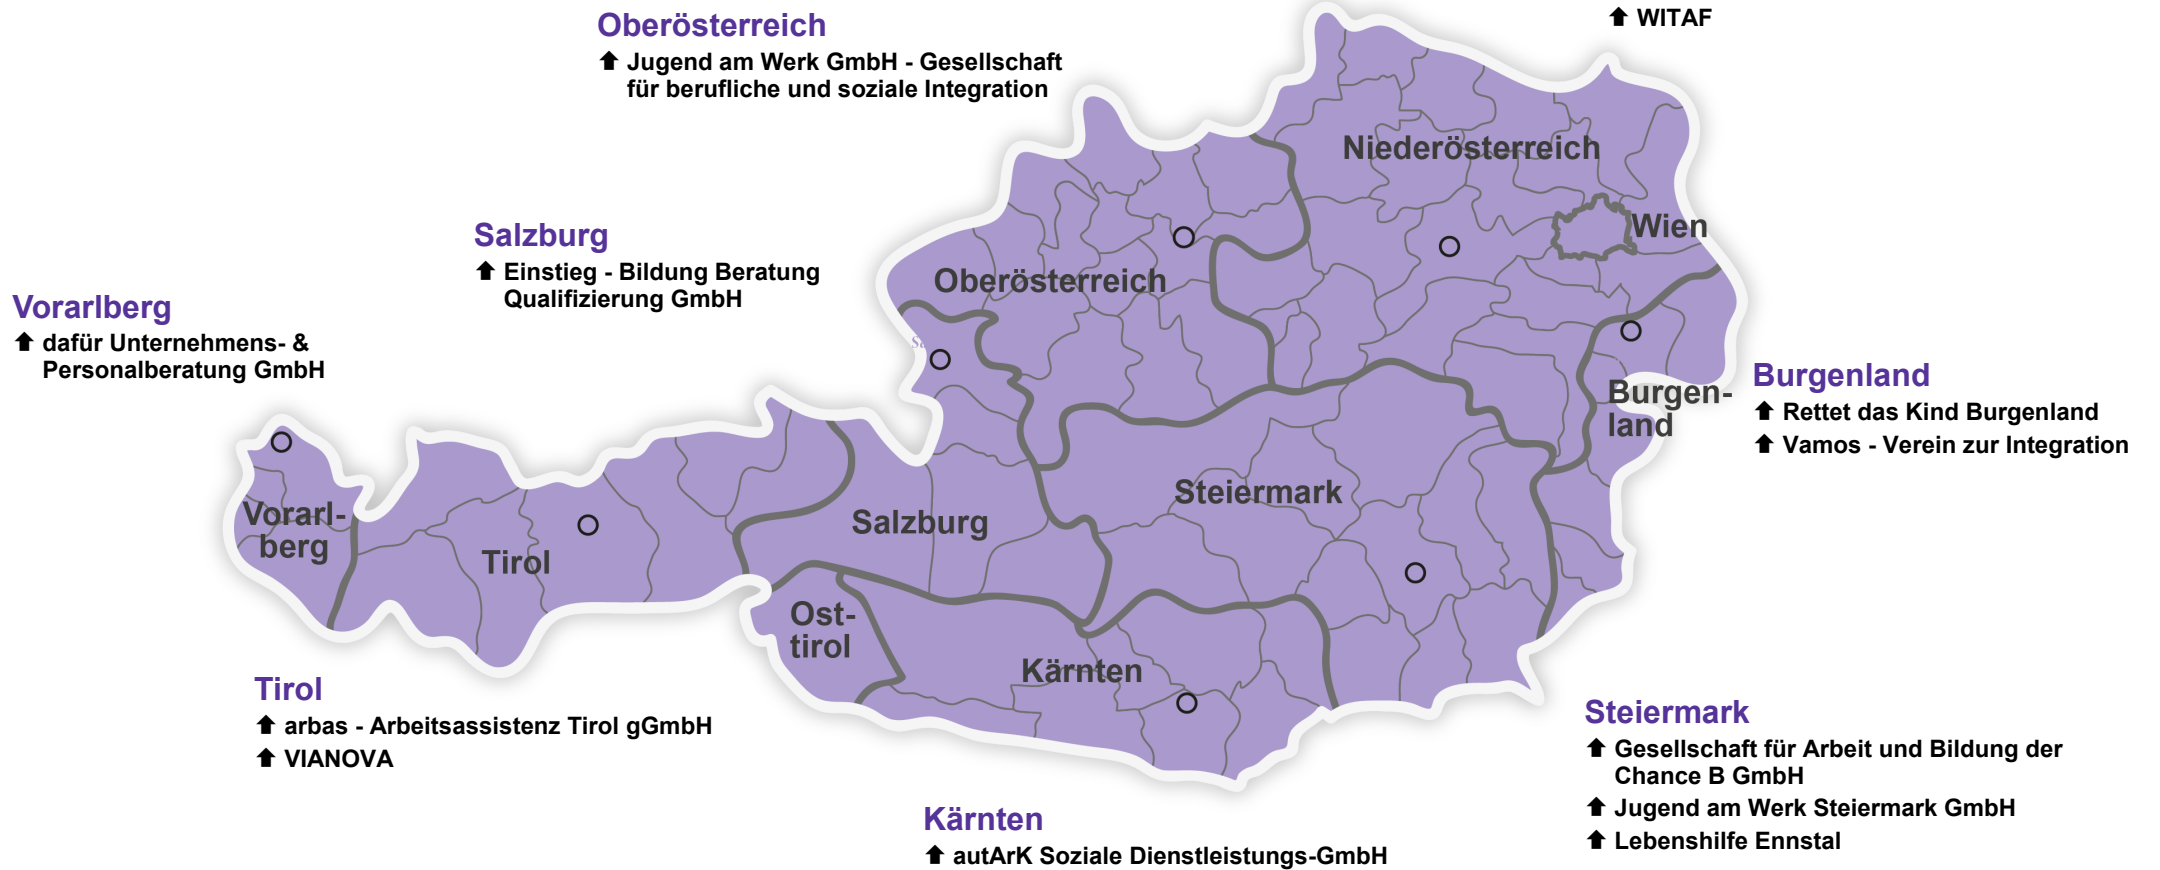 WITAF
Oberösterreich
Jugend am Werk GmbH - Gesellschaft
für berufliche und soziale Integration
Salzburg
Einstieg - Bildung Beratung
Qualifizierung GmbH
Vorarlberg
dafür Unternehmens- &
Personalberatung GmbH
Niederösterreich
Wien
Oberösterreich
Burgen-
land
Burgenland
Rettet das Kind Burgenland
Vamos - Verein zur Integration
Steiermark
Salzburg
Vorarl-
berg
Tirol
Ost-
tirol
Kärnten
Tirol
arbas - Arbeitsassistenz Tirol gGmbH
VIANOVA
Kärnten
autArK Soziale Dienstleistungs-GmbH
Steiermark
Gesellschaft für Arbeit und Bildung der
Chance B GmbH
Jugend am Werk Steiermark GmbH
Lebenshilfe Ennstal